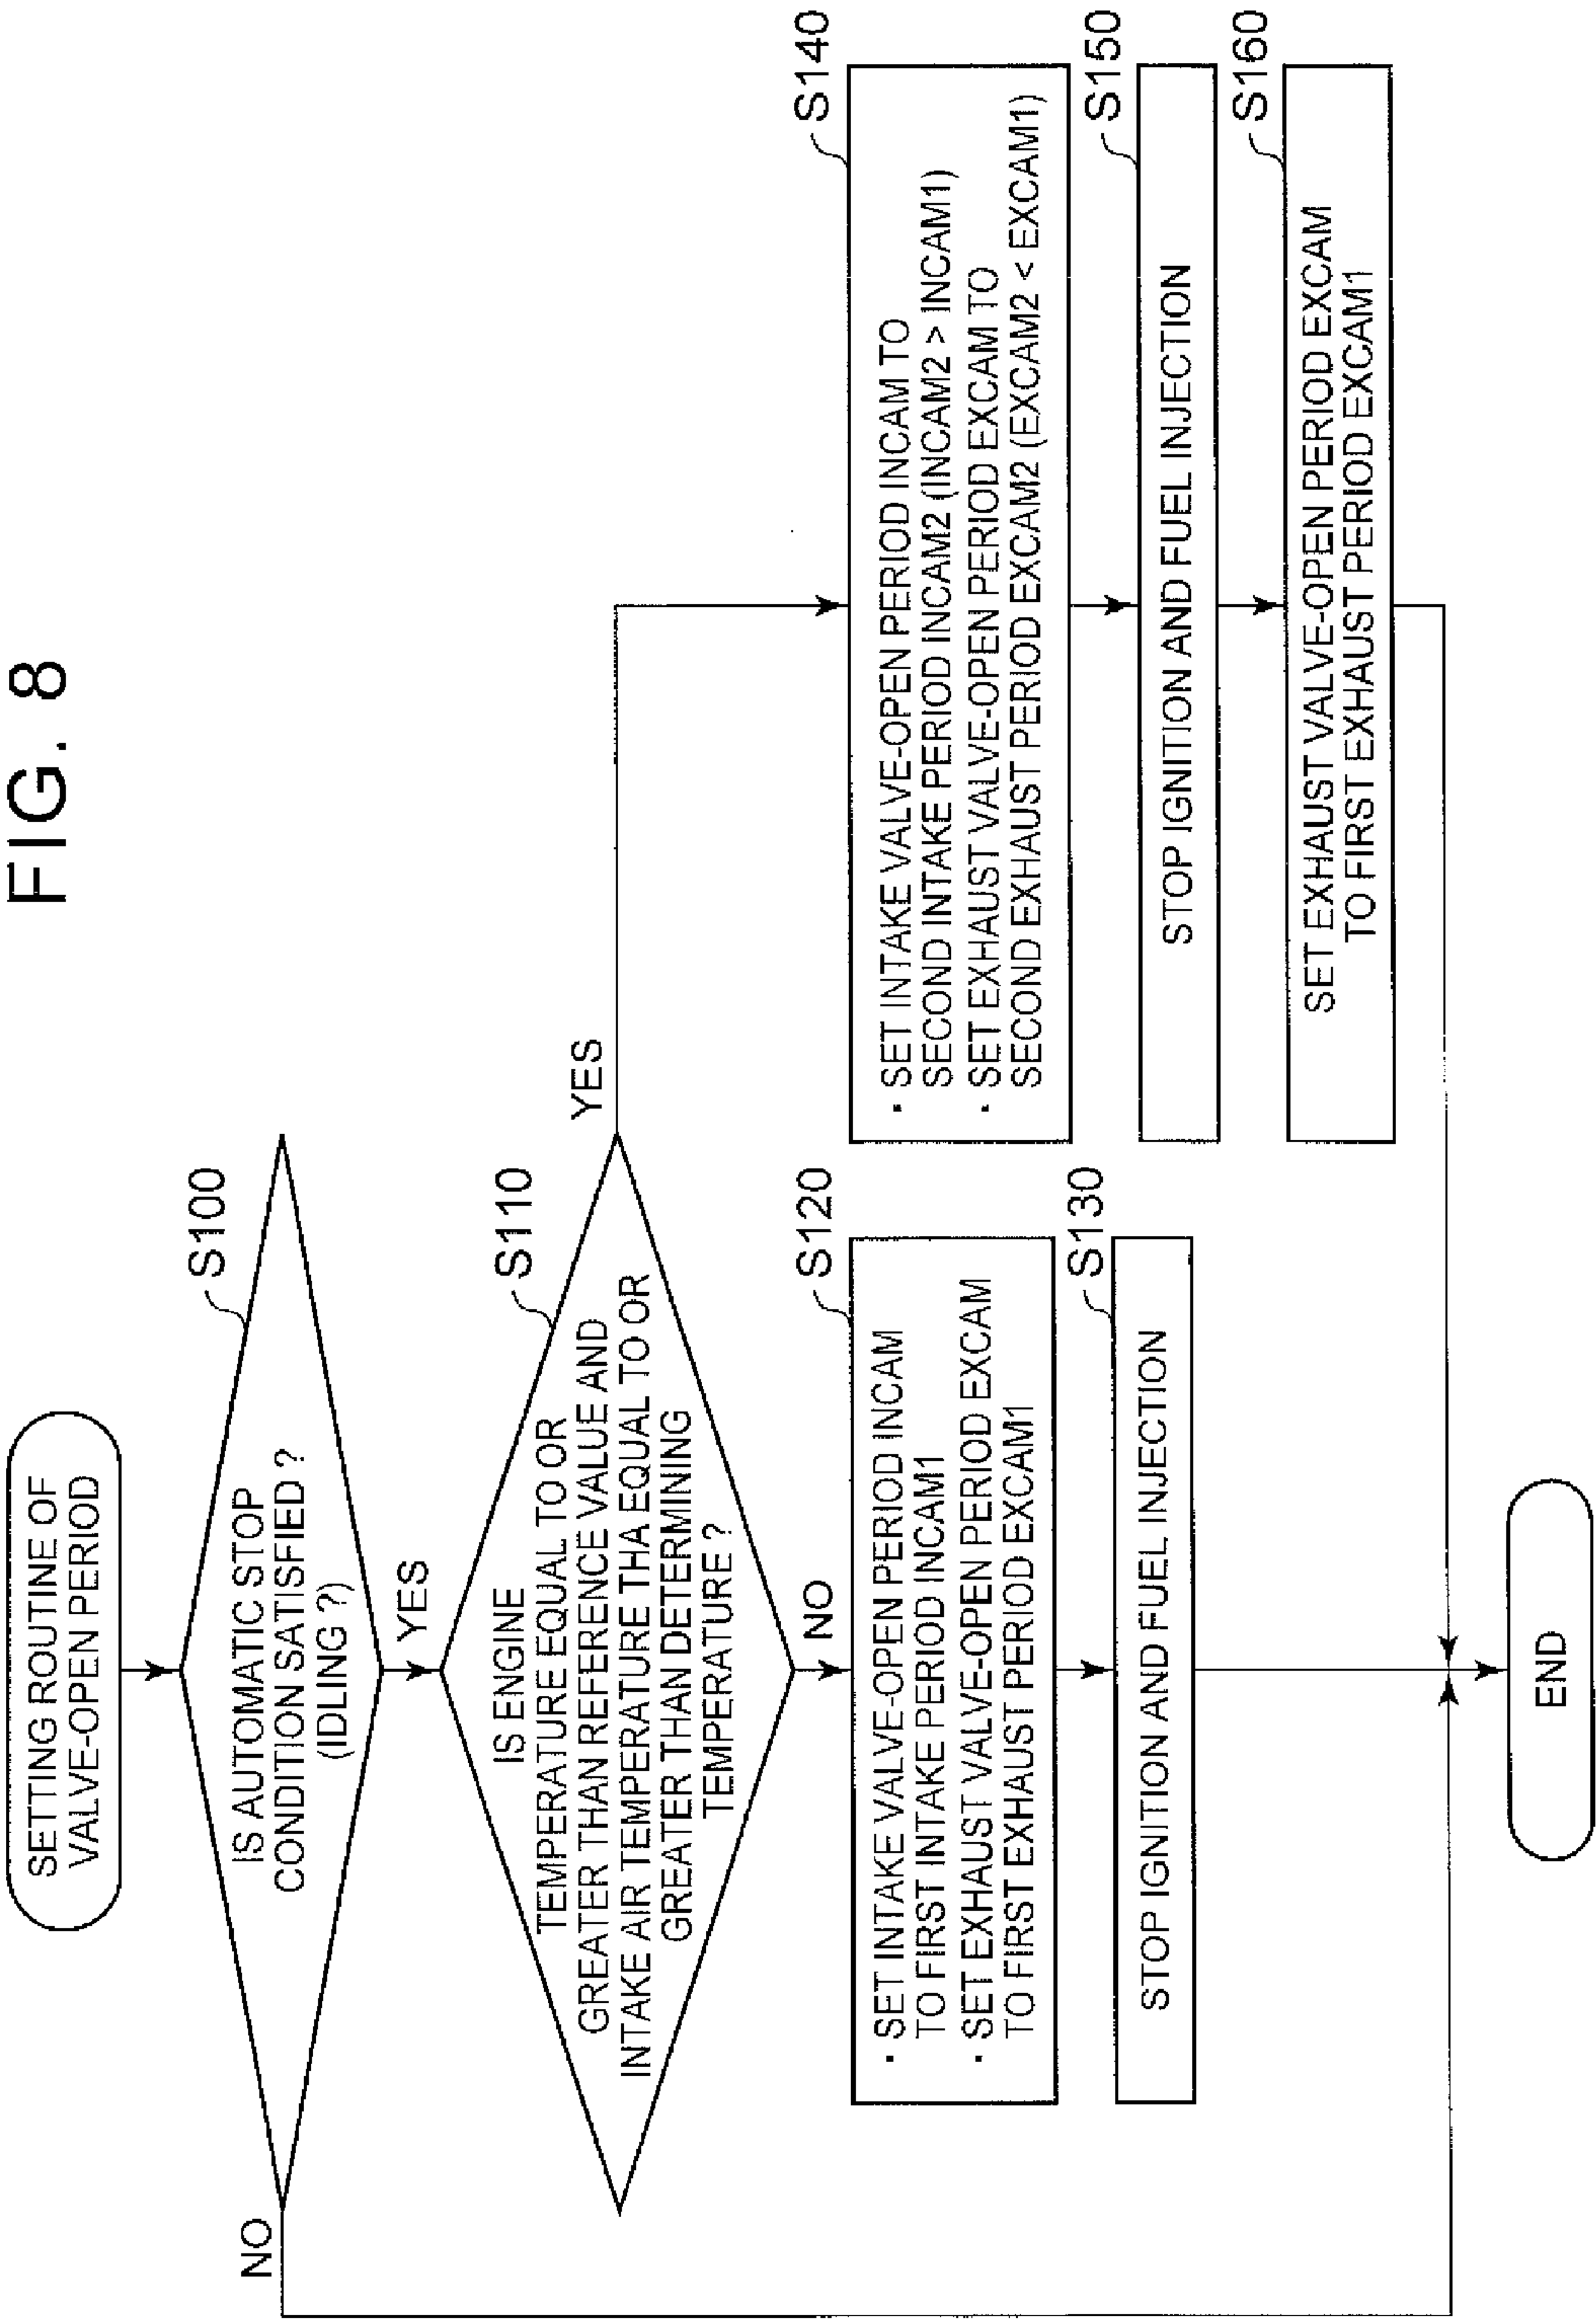 FIG. 8
SETTING ROUTINE OF
VALVE-OPEN PERIOD
S100
IS AUTOMATIC STOP
CONDITION SATISFIED ?
(IDLING ?)
NO
YES
S110
IS ENGINE
TEMPERATURE EQUAL TO OR
GREATER THAN REFERENCE VALUE AND
INTAKE AIR TEMPERATURE THA EQUAL TO OR
GREATER THAN DETERMINING
TEMPERATURE ?
YES
NO
S120
· SET INTAKE VALVE-OPEN PERIOD INCAM
TO FIRST INTAKE PERIOD INCAM1
· SET EXHAUST VALVE-OPEN PERIOD EXCAM
TO FIRST EXHAUST PERIOD EXCAM1
S130
STOP IGNITION AND FUEL INJECTION
S140
· SET INTAKE VALVE-OPEN PERIOD INCAM TO
SECOND INTAKE PERIOD INCAM2 (INCAM2 > INCAM1)
· SET EXHAUST VALVE-OPEN PERIOD EXCAM TO
SECOND EXHAUST PERIOD EXCAM2 (EXCAM2 < EXCAM1)
S150
STOP IGNITION AND FUEL INJECTION
S160
SET EXHAUST VALVE-OPEN PERIOD EXCAM
TO FIRST EXHAUST PERIOD EXCAM1
END